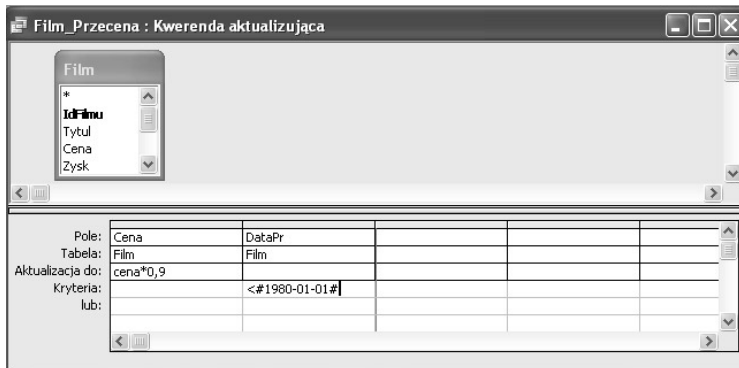 Film_Przecena : Kwerenda aktualizująca
Film
*
IdFilmu
Tytul
Cena
Zysk
Pole: Cena DataPr
Tabela: Film Film
Aktualizacja do: cena*0,9
Kryteria: <#1980-01-01#
lub: